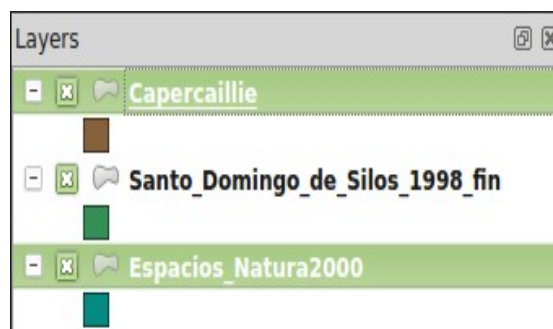 Layers
Capercaillie
Santo_Domingo_de_Silos_1998_fin
Espacios_Natura2000